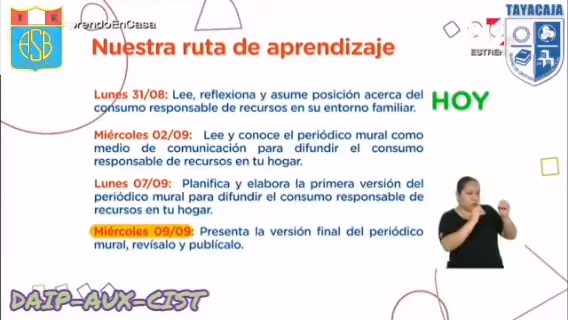 I E
ESB
rendoEnCasa
TAYACAJA
ESTREN
Nuestra ruta de aprendizaje
Lunes 31/08: Lee, reflexiona y asume posición acerca del
consumo responsable de recursos en su entorno familiar.
HOY
Miércoles 02/09: Lee y conoce el periódico mural como
medio de comunicación para difundir el consumo
responsable de recursos en tu hogar.
Lunes 07/09: Planifica y elabora la primera versión del
periódico mural para difundir el consumo responsable de
recursos en tu hogar.
Miércoles 09/09: Presenta la versión final del periódico
mural, revísalo y publícalo.
DAIP-AUX-CIST